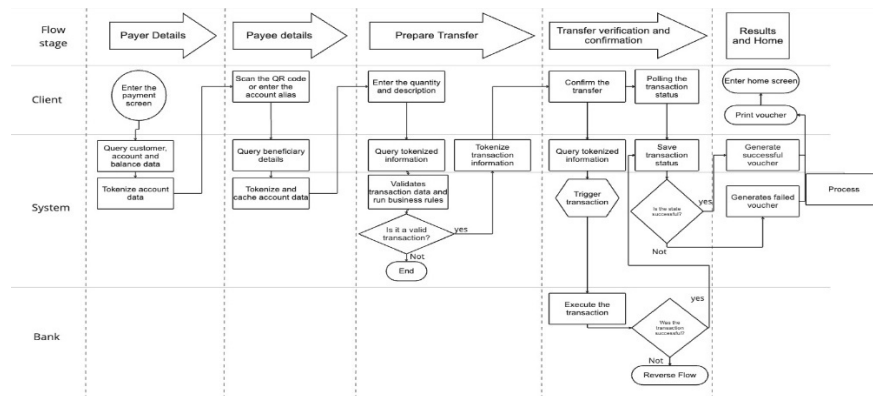 Flow
stage
Payer Details
Payee details
Prepare Transfer
Transfer verification and
confirmation
Results
and Home
Client
Enter the
payment
screen
Scan the QR code
or enter the
account alias
Enter the quantity
and description
Confirm the
transfer
Polling the
transaction
status
Enter home screen
Print voucher
System
Query customer,
account and
balance data
Tokenize account
data
Query beneficiary
details
Tokenize and
cache account data
Query tokenized
information
Validates
transaction data and
run business rules
Is it a valid
transaction?
yes
Not
End
Tokenize
transaction
information
Query tokenized
information
Trigger
transaction
Save
transaction
status
Is the state
successful?
yes
Not
Generate
successful
voucher
Generates failed
voucher
Process
Bank
Execute the
transaction
Was the
transaction
successful?
yes
Not
Reverse Flow